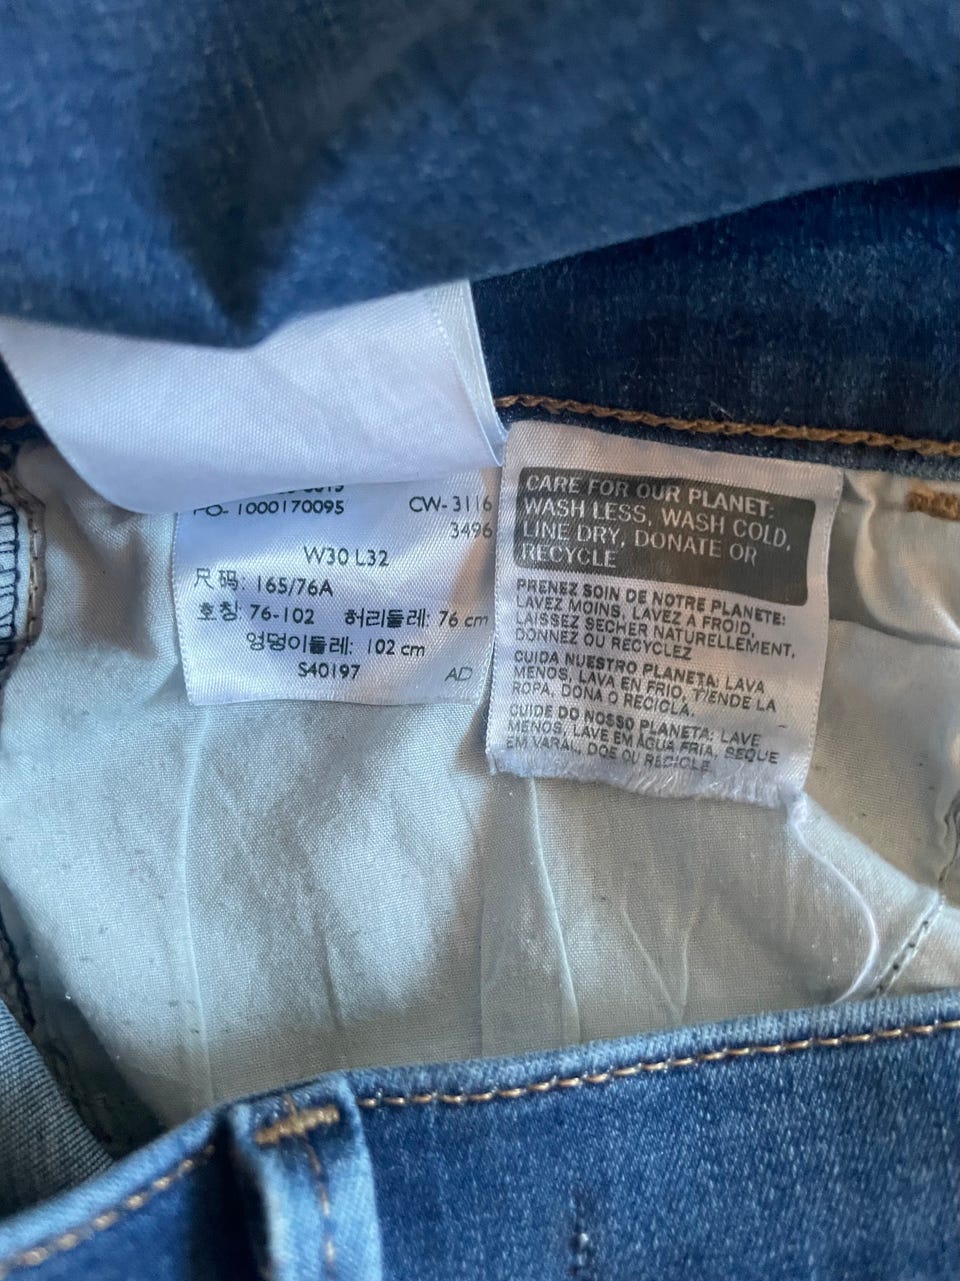 PO- 1000170095 CW- 3116
3496
W30 L32
尺码: 165/76A
호칭: 76-102 허리둘레: 76 cm
엉덩이둘레: 102 cm
S40197 AD
CARE FOR OUR PLANET:
WASH LESS, WASH COLD,
LINE DRY, DONATE OR
RECYCLE
PRENEZ SOIN DE NOTRE PLANETE:
LAVEZ MOINS, LAVEZ A FROID,
LAISSEZ SECHER NATURELLEMENT,
DONNEZ OU RECYCLEZ
CUIDA NUESTRO PLANETA: LAVA
MENOS, LAVA EN FRIO, TIENDE LA
ROPA, DONA O RECICLA.
CUIDE DO NOSSO PLANETA: LAVE
MENOS, LAVE EM ÁGUA FRIA, SEQUE
EM VARAL, DOE OU RECICLE.